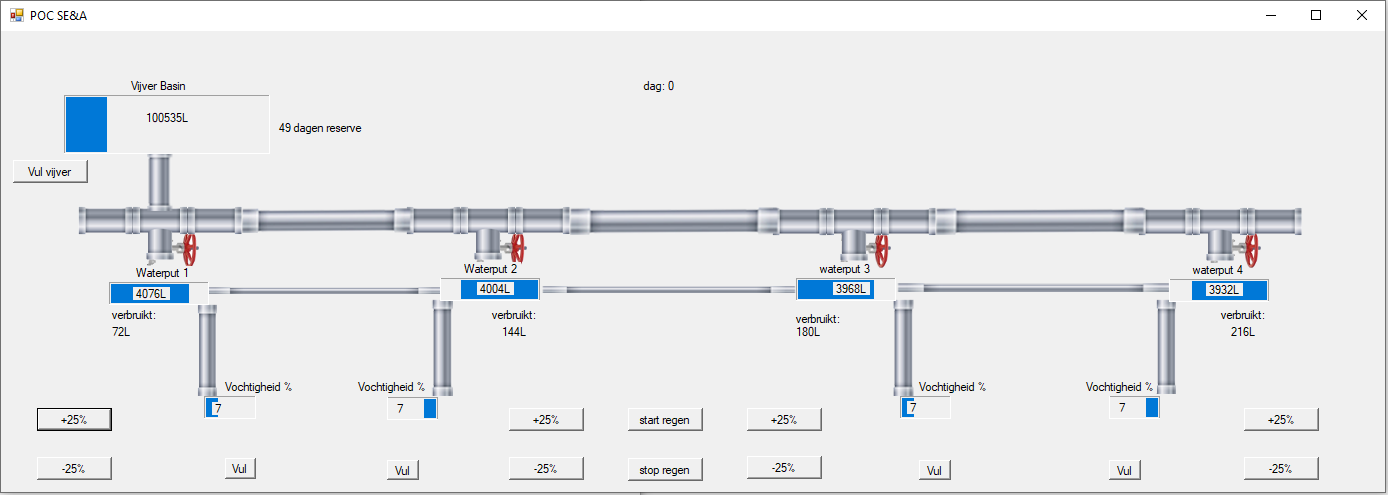 POC SE&A
Vijver Basin
dag: 0
100535L
49 dagen reserve
Vul vijver
Waterput 1
Waterput 2
waterput 3
waterput 4
4076L
4004L
3968L
3932L
verbruikt:
72L
verbruikt:
144L
verbruikt:
180L
verbruikt:
216L
Vochtigheid %
Vochtigheid %
Vochtigheid %
Vochtigheid %
7
7
7
7
+25%
+25%
start regen
+25%
+25%
-25%
Vul
Vul
-25%
stop regen
-25%
Vul
Vul
-25%